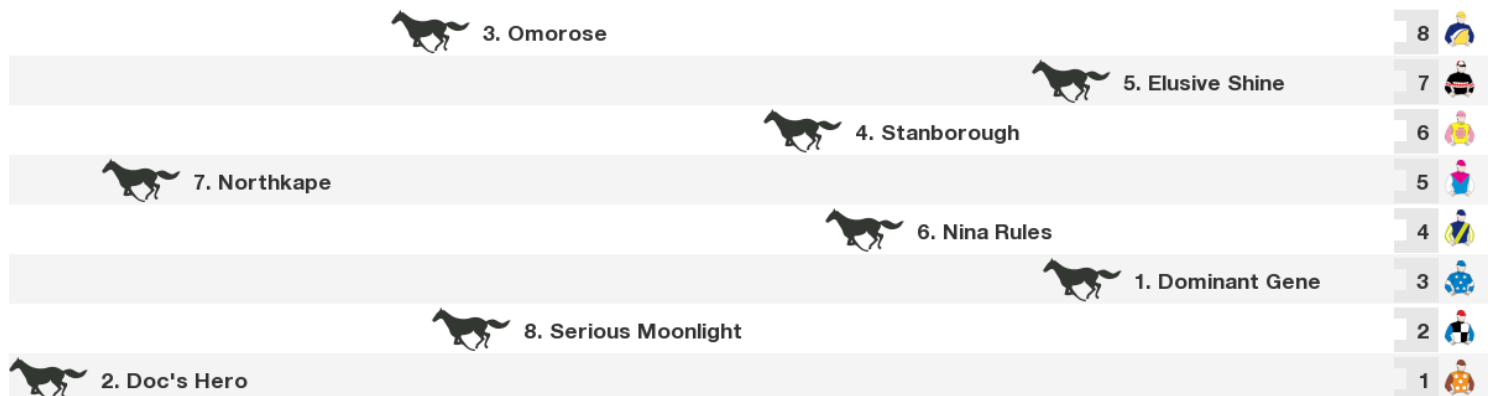 3. Omorose 8
5. Elusive Shine 7
4. Stanborough 6
7. Northkape 5
6. Nina Rules 4
1. Dominant Gene 3
8. Serious Moonlight 2
2. Doc's Hero 1